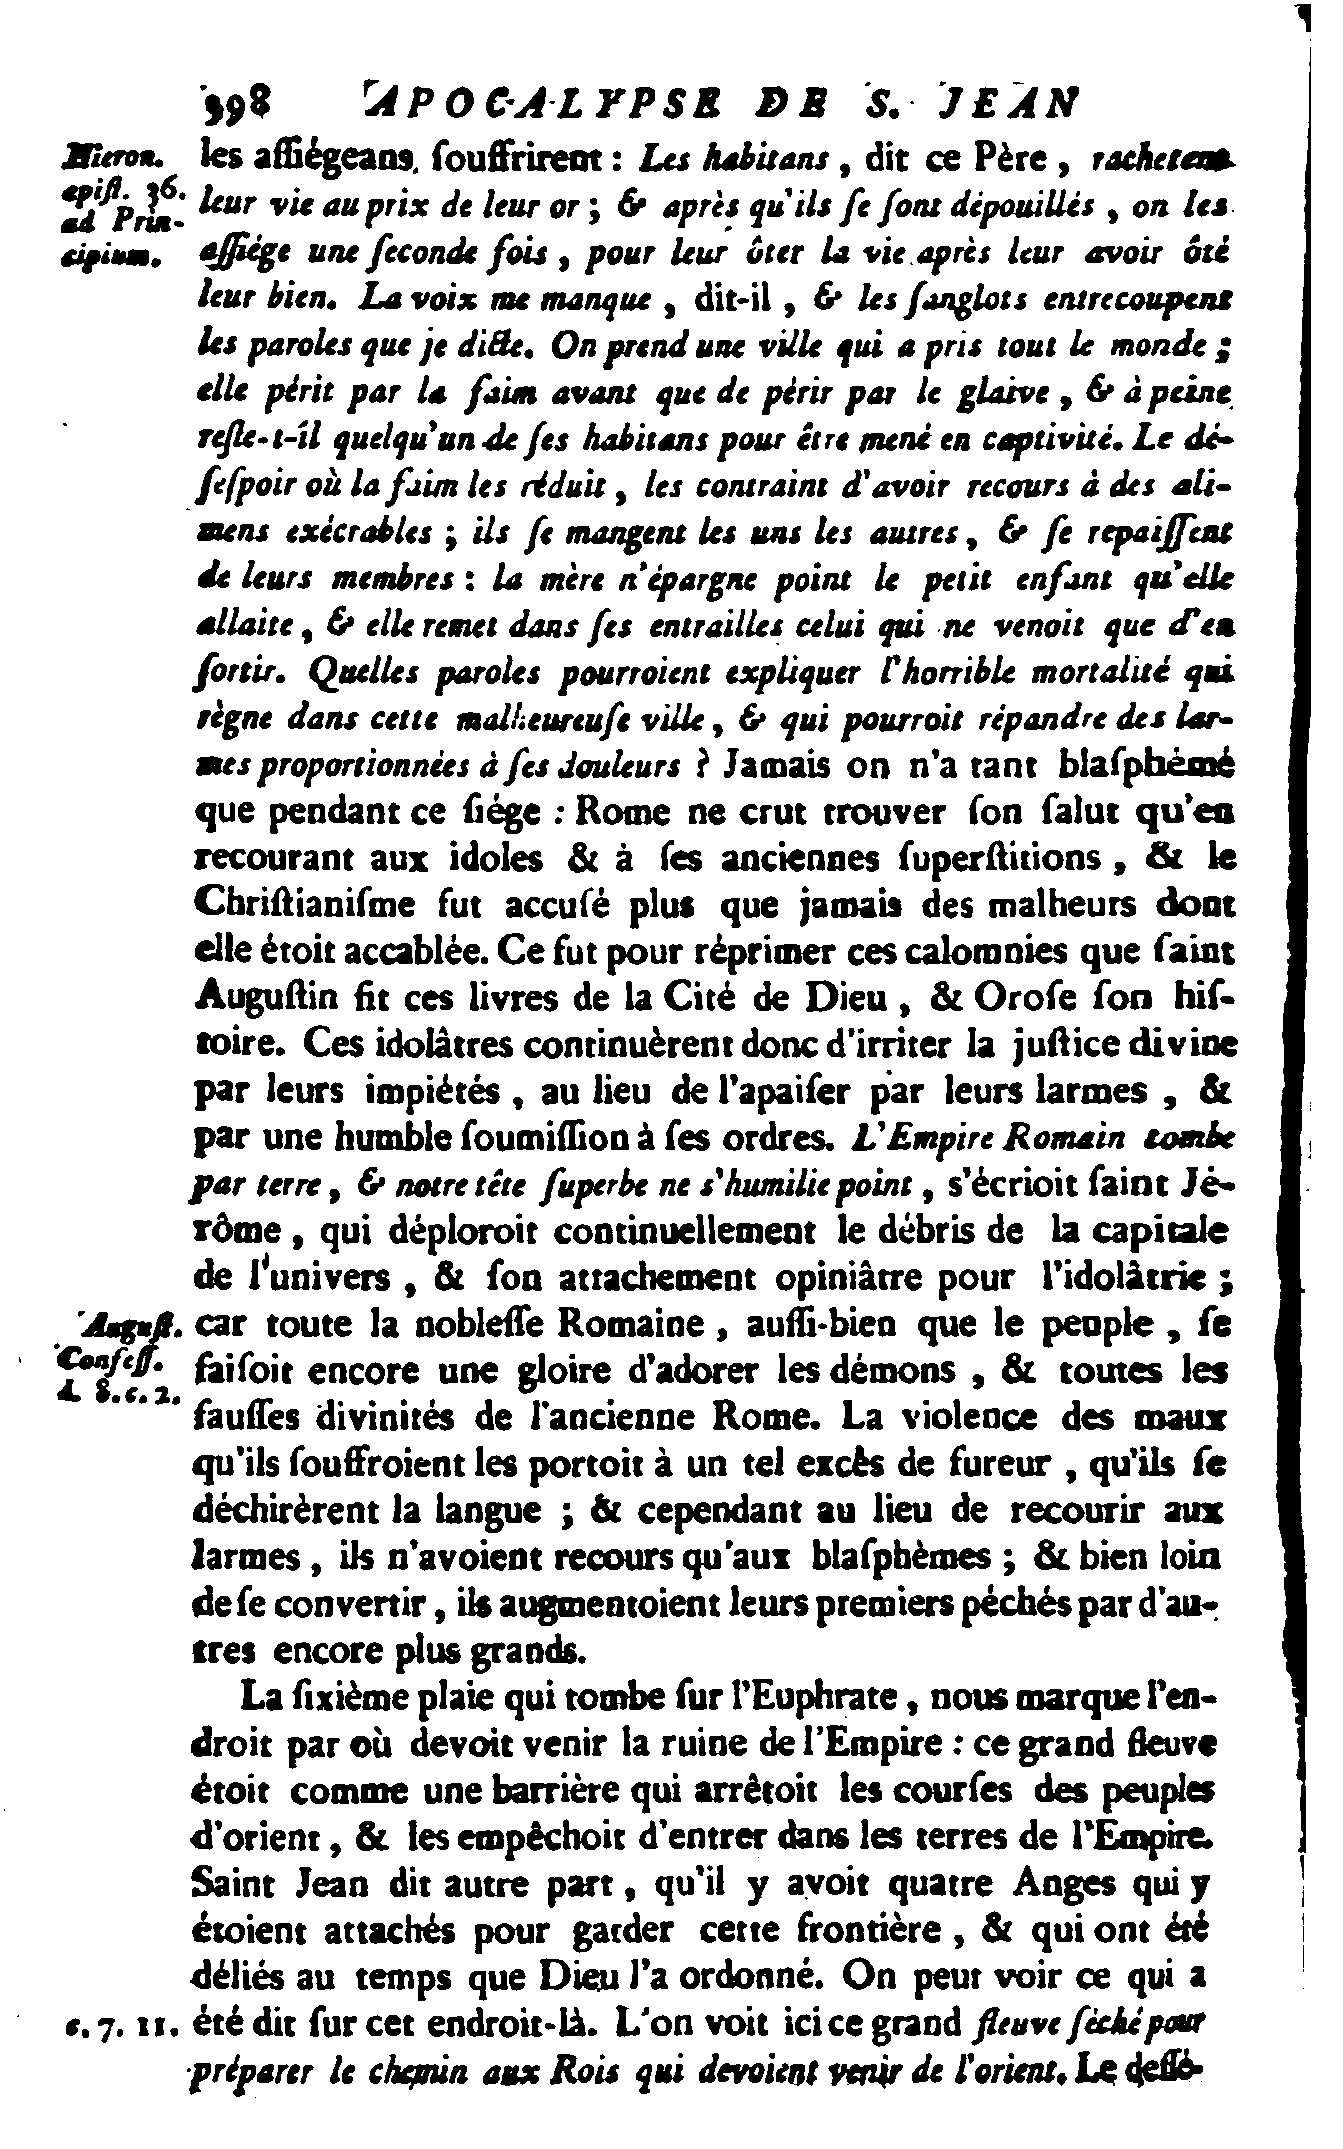 398 APOCALYPSE DE S. JEAN
Hieron.
epiſt. 36.
ad Prin-
cipium.
les aſſiégeans, ſouffrirent : Les habitans , dit ce Père , rachetent
leur vie au prix de leur or ; & après qu'ils ſe ſont dépouillés , on les
aſſiége une ſeconde fois , pour leur ôter la vie après leur avoir ôté
leur bien. La voix me manque , dit-il , & les ſanglots entrecoupent
les paroles que je dicte. On prend une ville qui a pris tout le monde ;
elle périt par la faim avant que de périr par le glaive , & à peine
reſte-t-il quelqu'un de ſes habitans pour être mené en captivité. Le dé-
ſeſpoir où la faim les réduit , les contraint d'avoir recours à des ali-
mens exécrables ; ils ſe mangent les uns les autres , & ſe repaiſſent
de leurs membres : la mère n'épargne point le petit enfant qu'elle
allaite , & elle remet dans ſes entrailles celui qui ne venoit que d'en
ſortir. Quelles paroles pourroient expliquer l'horrible mortalité qui
règne dans cette malheureuſe ville , & qui pourroit répandre des lar-
mes proportionnées à ſes douleurs ? Jamais on n'a tant blaſphémé
que pendant ce ſiége : Rome ne crut trouver ſon ſalut qu'en
recourant aux idoles & à ſes anciennes ſuperſtitions , & le
Chriſtianiſme fut accuſé plus que jamais des malheurs dont
elle étoit accablée. Ce fut pour réprimer ces calomnies que ſaint
Auguſtin fit ces livres de la Cité de Dieu , & Oroſe ſon hiſ-
toire. Ces idolâtres continuèrent donc d'irriter la juſtice divine
par leurs impiétés , au lieu de l'apaiſer par leurs larmes , &
par une humble ſoumiſſion à ſes ordres. L'Empire Romain tombe
par terre , & notre tête ſuperbe ne s'humilie point , s'écrioit ſaint Jé-
rôme , qui déploroit continuellement le débris de la capitale
de l'univers , & ſon attachement opiniâtre pour l'idolâtrie ;
Auguſt.
Confeſſ.
l. 8. c. 2.
car toute la nobleſſe Romaine , auſſi-bien que le peuple , ſe
faiſoit encore une gloire d'adorer les démons , & toutes les
fauſſes divinités de l'ancienne Rome. La violence des maux
qu'ils ſouffroient les portoit à un tel excès de fureur , qu'ils ſe
déchirèrent la langue ; & cependant au lieu de recourir aux
larmes , ils n'avoient recours qu'aux blaſphèmes ; & bien loin
de ſe convertir , ils augmentoient leurs premiers péchés par d'au-
tres encore plus grands.
La ſixième plaie qui tombe ſur l'Euphrate , nous marque l'en-
droit par où devoit venir la ruine de l'Empire : ce grand fleuve
étoit comme une barrière qui arrêtoit les courſes des peuples
d'orient , & les empêchoit d'entrer dans les terres de l'Empire.
Saint Jean dit autre part , qu'il y avoit quatre Anges qui y
étoient attachés pour garder cette frontière , & qui ont été
déliés au temps que Dieu l'a ordonné. On peut voir ce qui a
c. 7. 11.
été dit ſur cet endroit-là. L'on voit ici ce grand fleuve ſéché pour
préparer le chemin aux Rois qui devoient venir de l'orient. Le deſſé-